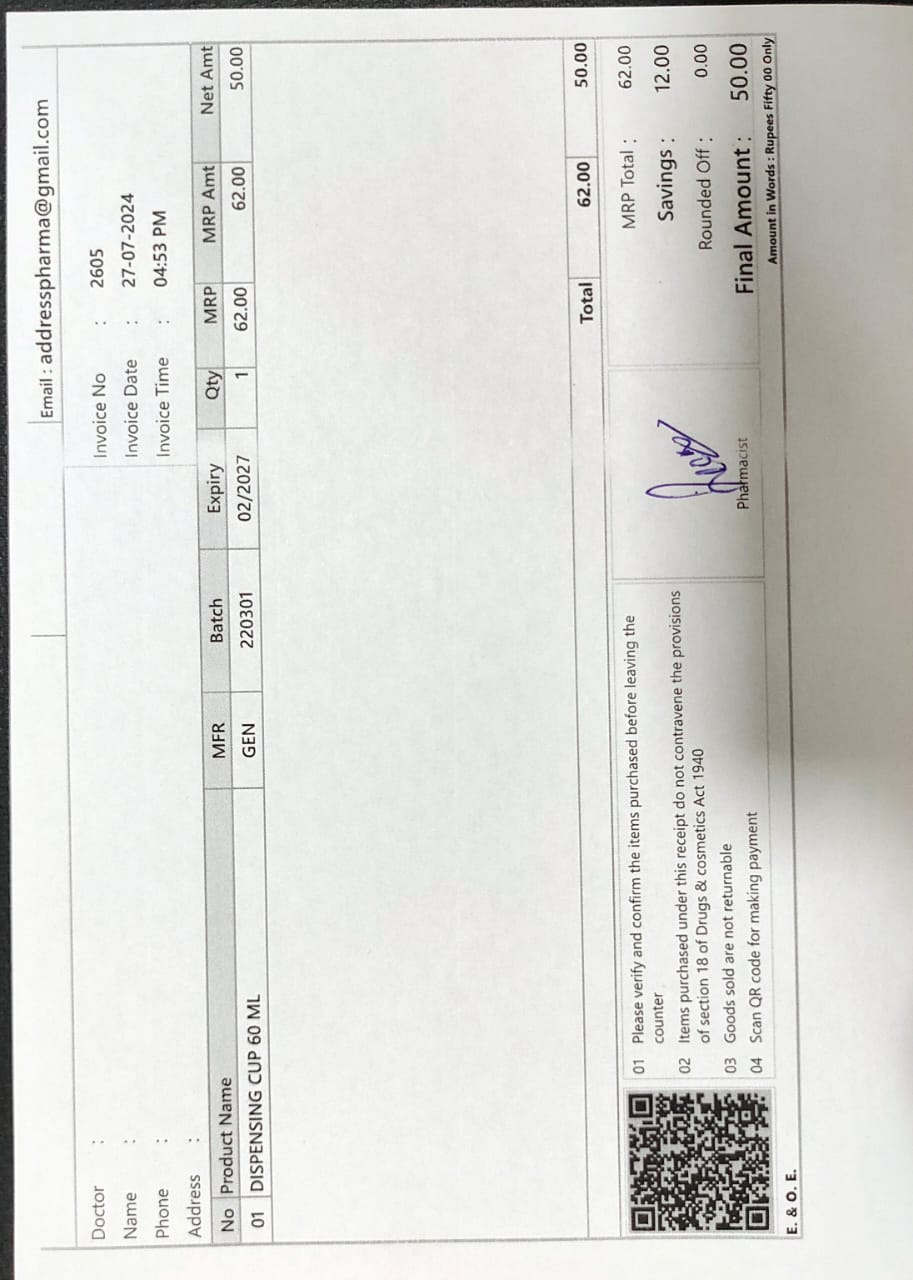 Email : addresspharma@gmail.com
Doctor :
Name :
Phone :
Address :
Invoice No : 2605
Invoice Date : 27-07-2024
Invoice Time : 04:53 PM
No Product Name MFR Batch Expiry Qty MRP MRP Amt Net Amt
01 DISPENSING CUP 60 ML GEN 220301 02/2027 1 62.00 62.00 50.00
Total 62.00 50.00
01 Please verify and confirm the items purchased before leaving the
counter
02 Items purchased under this receipt do not contravene the provisions
of section 18 of Drugs & cosmetics Act 1940
03 Goods sold are not returnable
04 Scan QR code for making payment
Pharmacist
MRP Total : 62.00
Savings : 12.00
Rounded Off : 0.00
Final Amount : 50.00
Amount in Words : Rupees Fifty 00 Only
E. & O. E.